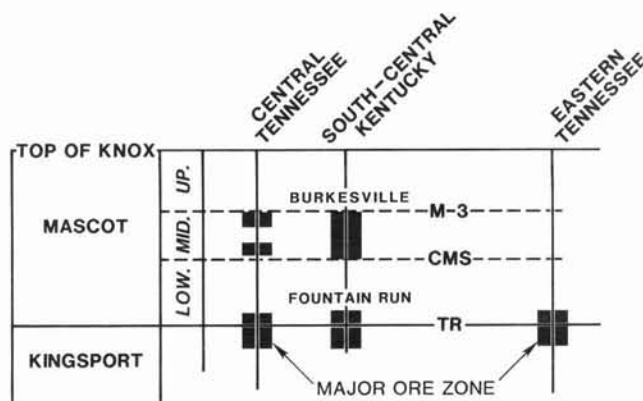 CENTRAL
TENNESSEE
SOUTH-CENTRAL
KENTUCKY
EASTERN
TENNESSEE
TOP OF KNOX
UP.
BURKESVILLE
M-3
MASCOT
MID.
CMS
LOW.
FOUNTAIN RUN
TR
KINGSPORT
MAJOR ORE ZONE